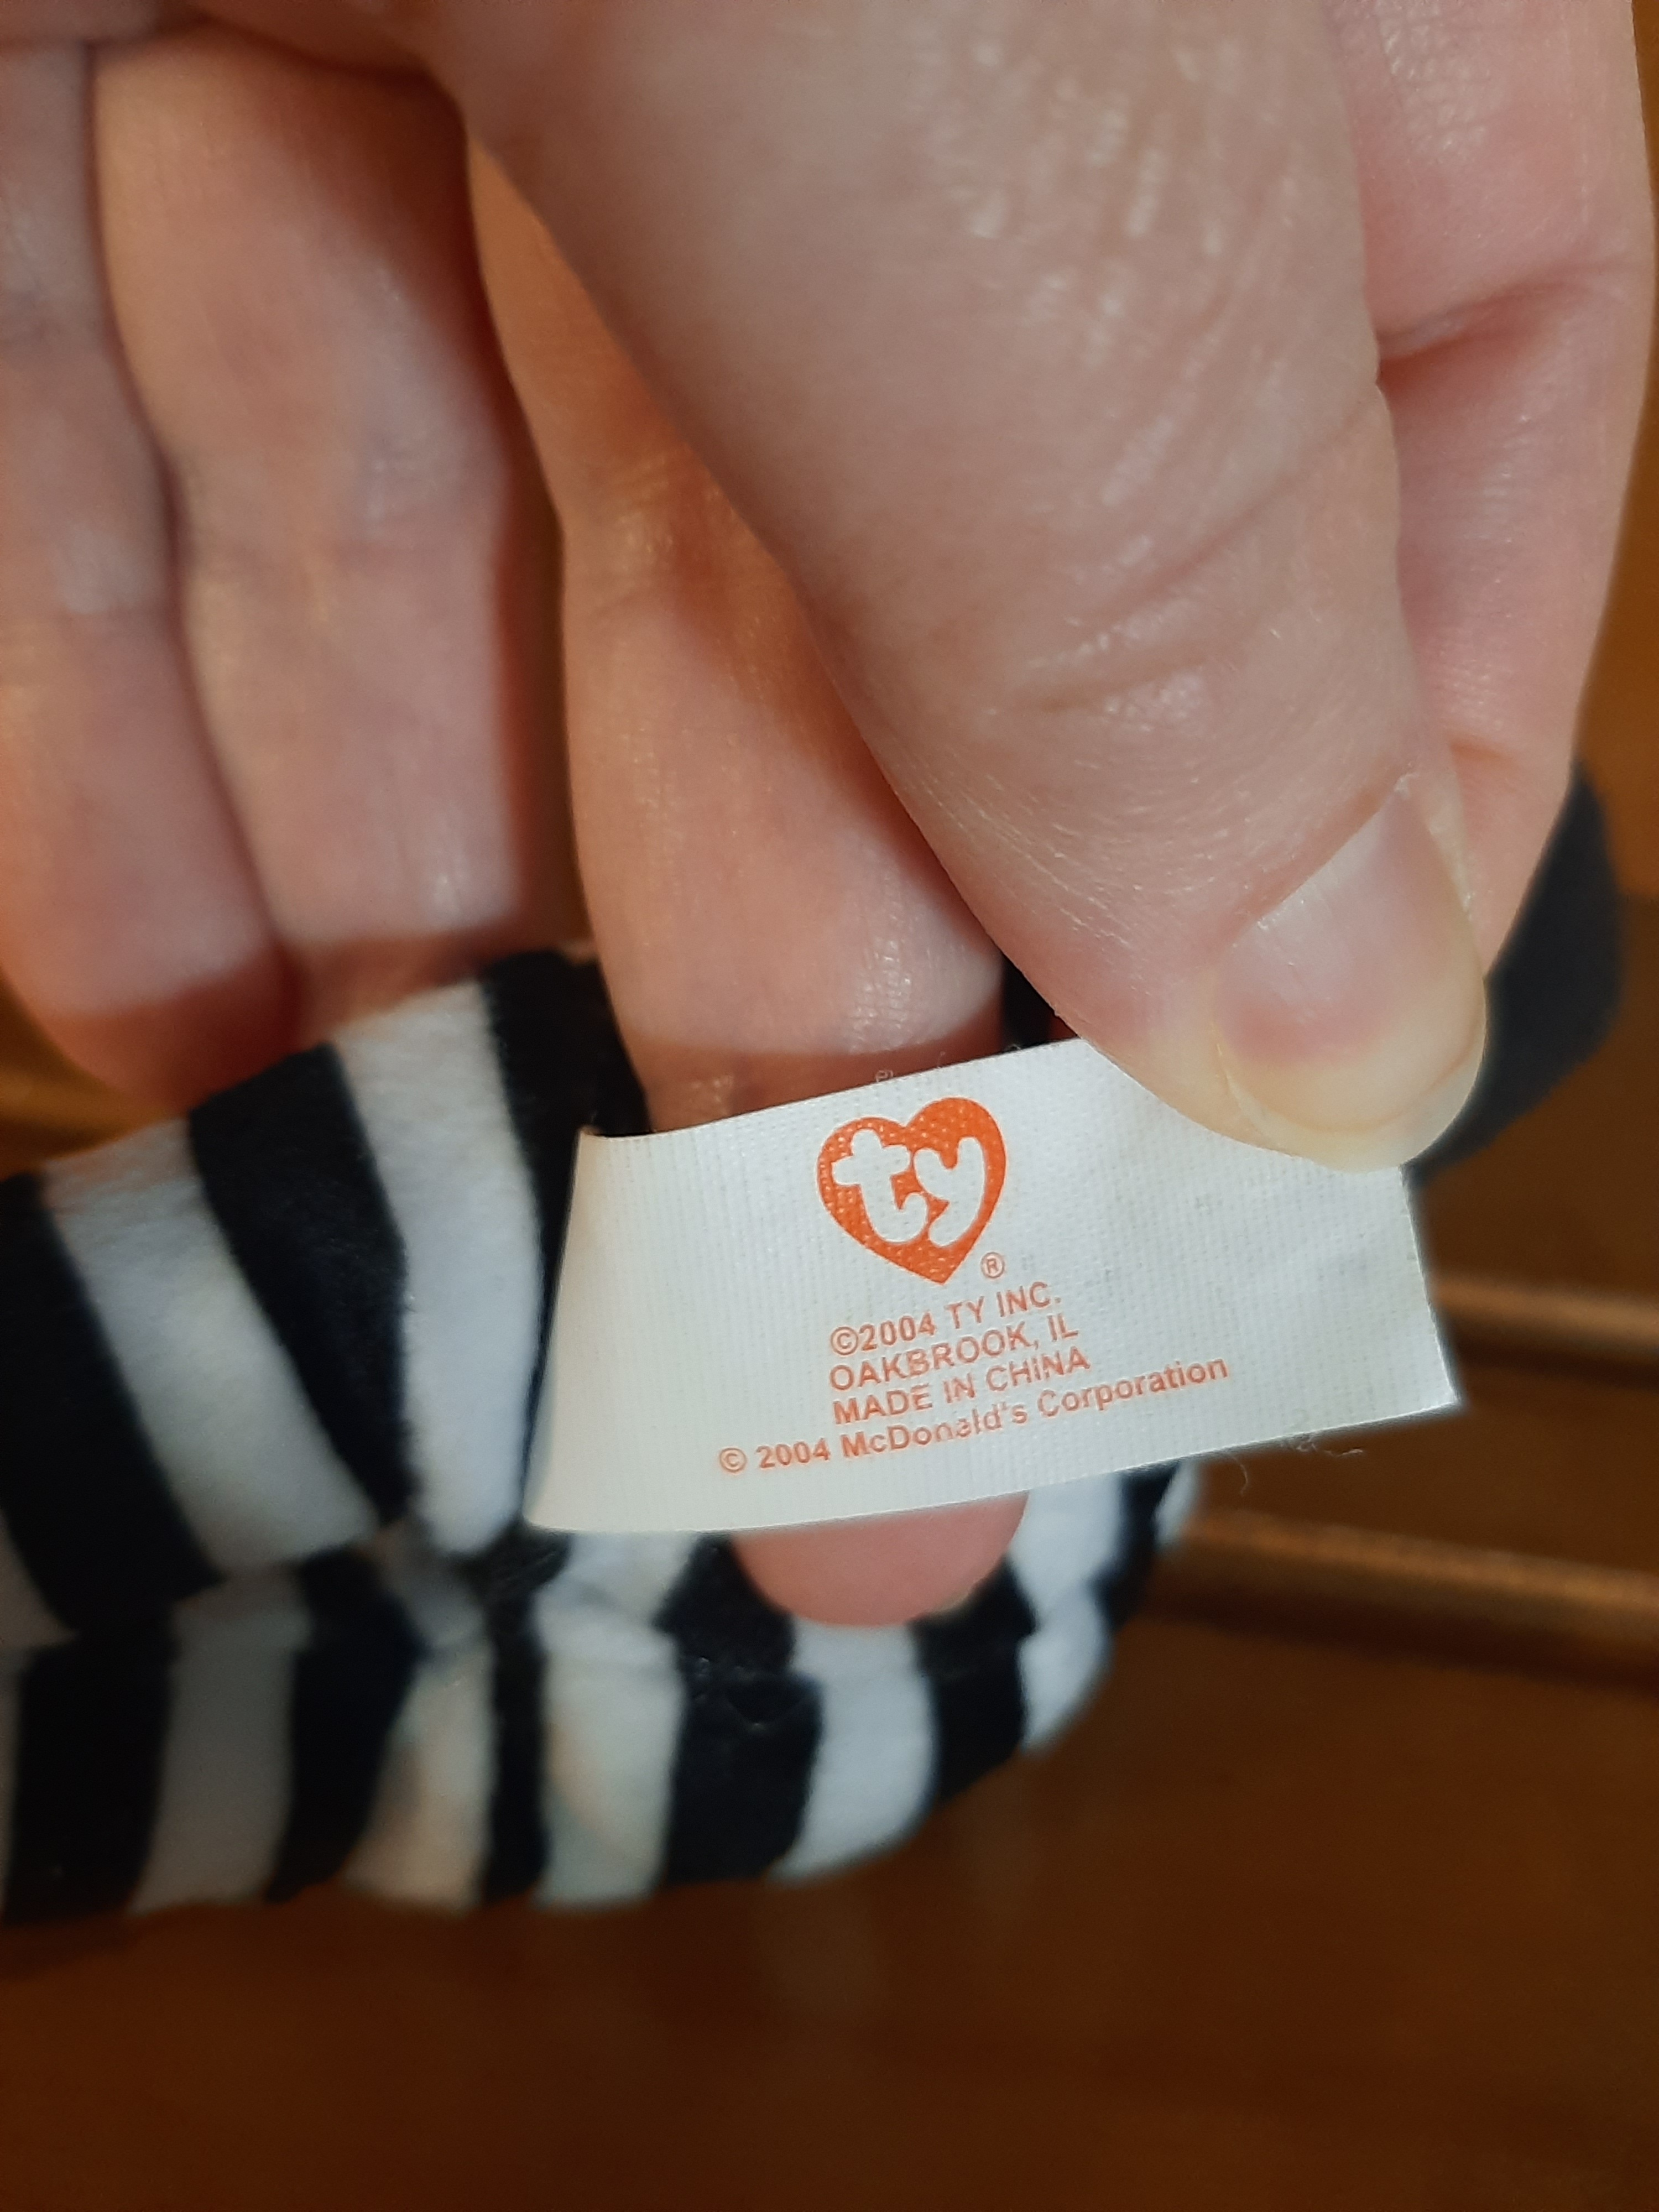 ty
®
©2004 TY INC.
OAKBROOK, IL
MADE IN CHINA
© 2004 McDonald's Corporation